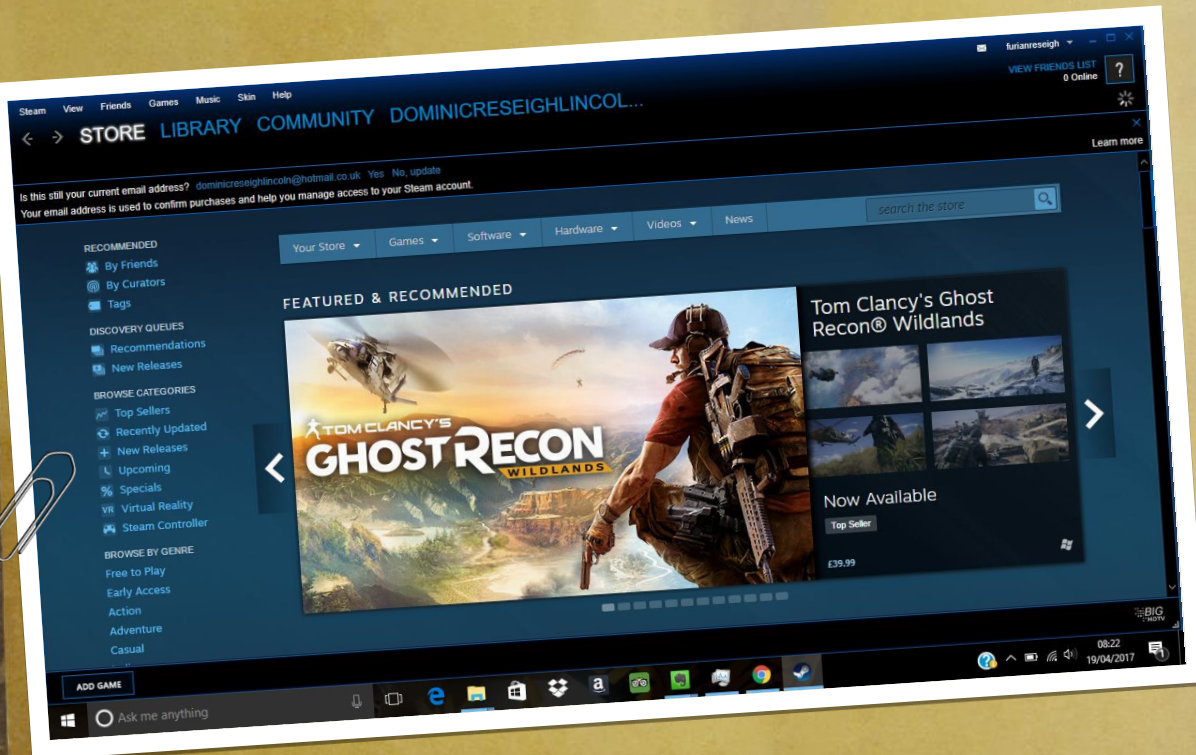 Steam View Friends Games Music Skin Help
furianreseigh
VIEW FRIENDS LIST
0 Online
?
STORE LIBRARY COMMUNITY DOMINICRESEIGHLINCOL...
Is this still your current email address? dominicreseighlincoln@hotmail.co.uk Yes No, update
Learn more
Your email address is used to confirm purchases and help you manage access to your Steam account.
Your Store Games Software Hardware Videos News
search the store
RECOMMENDED
By Friends
By Curators
Tags
DISCOVERY QUEUES
Recommendations
New Releases
BROWSE CATEGORIES
Top Sellers
Recently Updated
New Releases
Upcoming
% Specials
VR Virtual Reality
Steam Controller
BROWSE BY GENRE
Free to Play
Early Access
Action
Adventure
Casual
FEATURED & RECOMMENDED
TOM CLANCY'S
GHOST RECON
WILDLANDS
Tom Clancy's Ghost
Recon® Wildlands
Now Available
Top Seller
£39.99
BIG
HDTV
ADD GAME
Ask me anything
08:22
19/04/2017
1